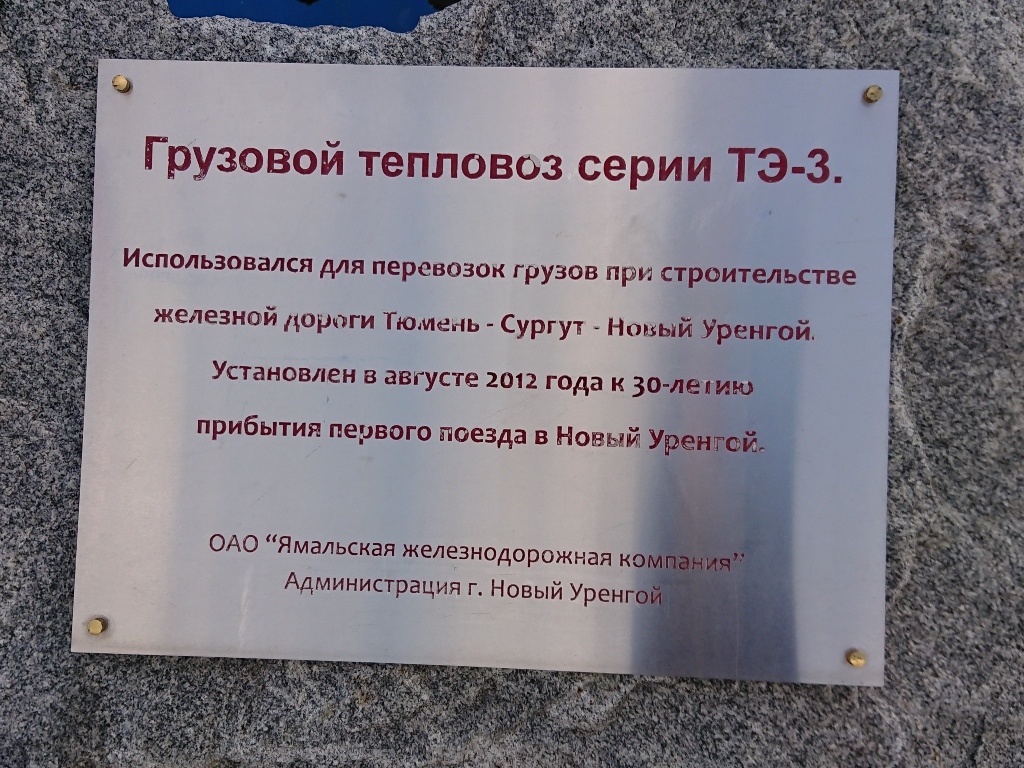 Грузовой тепловоз серии ТЭ-3.
Использовался для перевозок грузов при строительстве
железной дороги Тюмень - Сургут - Новый Уренгой.
Установлен в августе 2012 года к 30-летию
прибытия первого поезда в Новый Уренгой.
ОАО “Ямальская железнодорожная компания”
Администрация г. Новый Уренгой